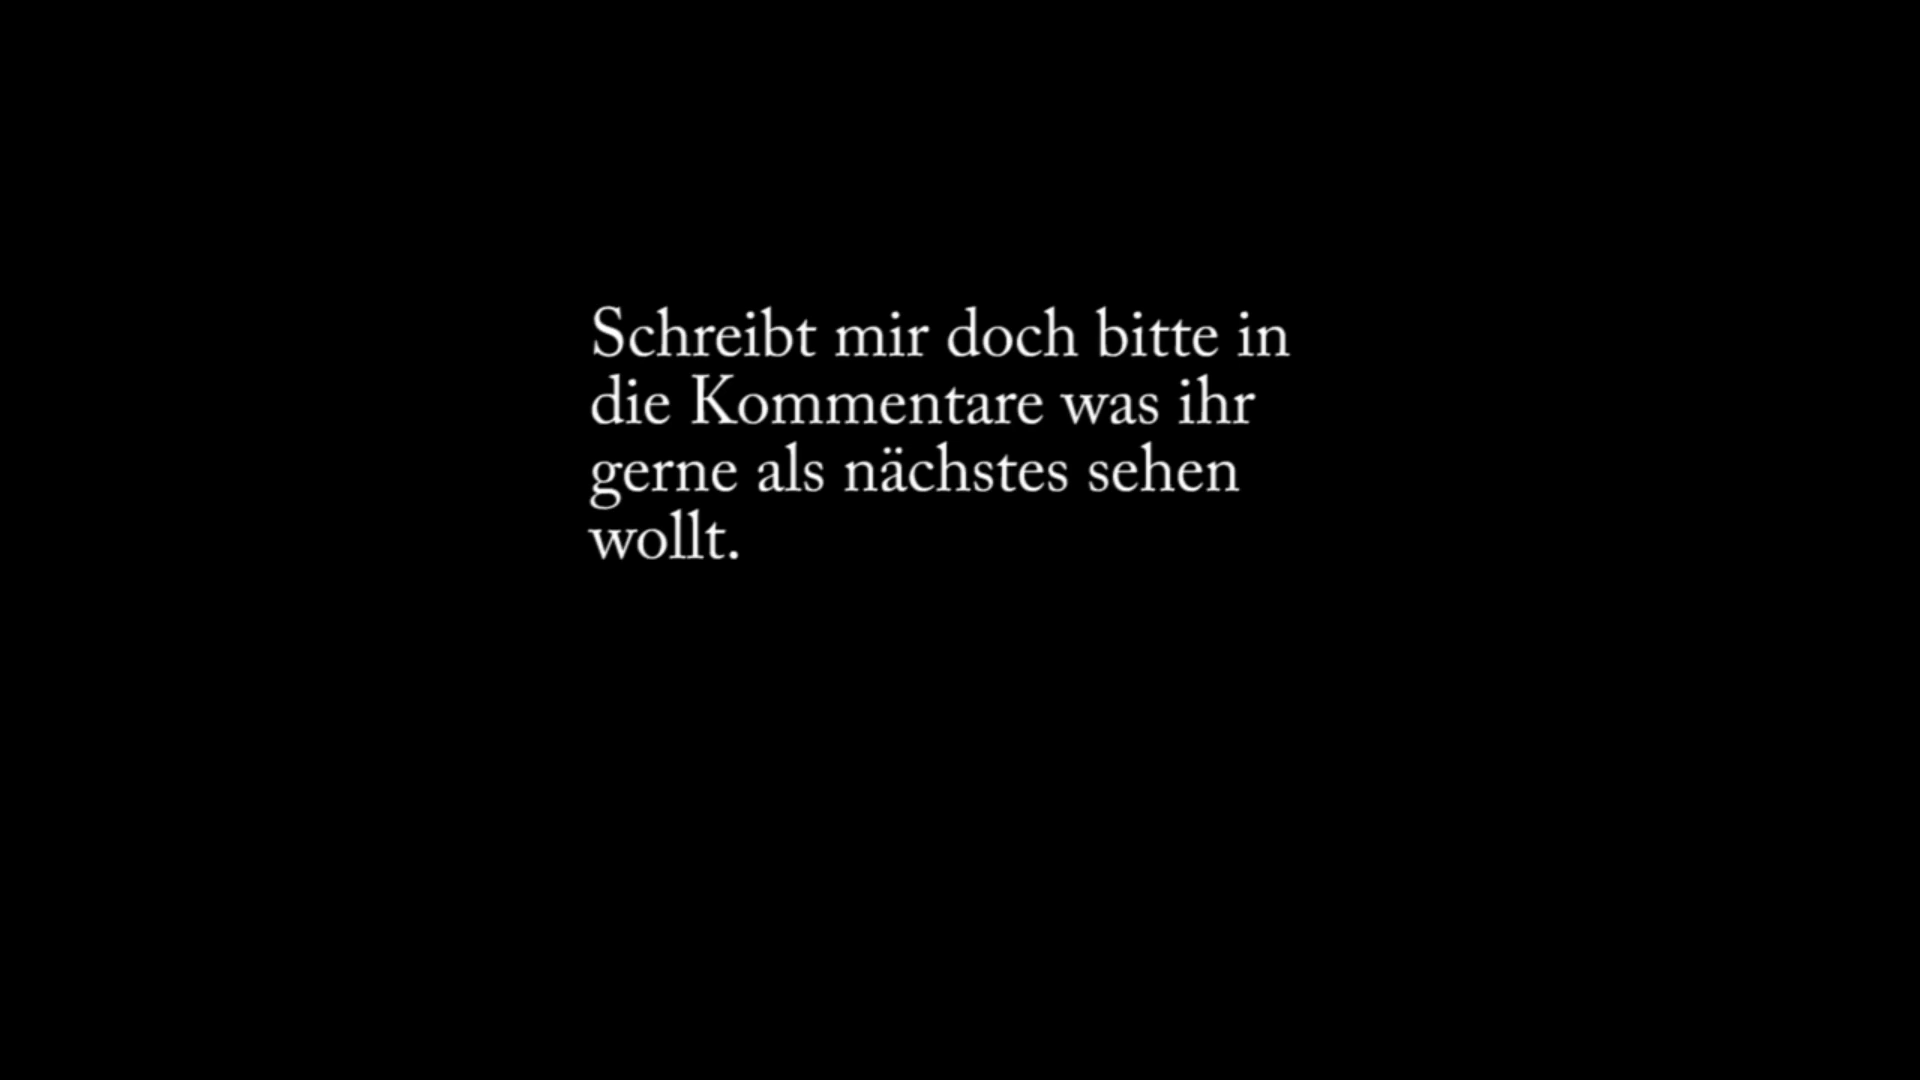 Schreibt mir doch bitte in
die Kommentare was ihr
gerne als nächstes sehen
wollt.